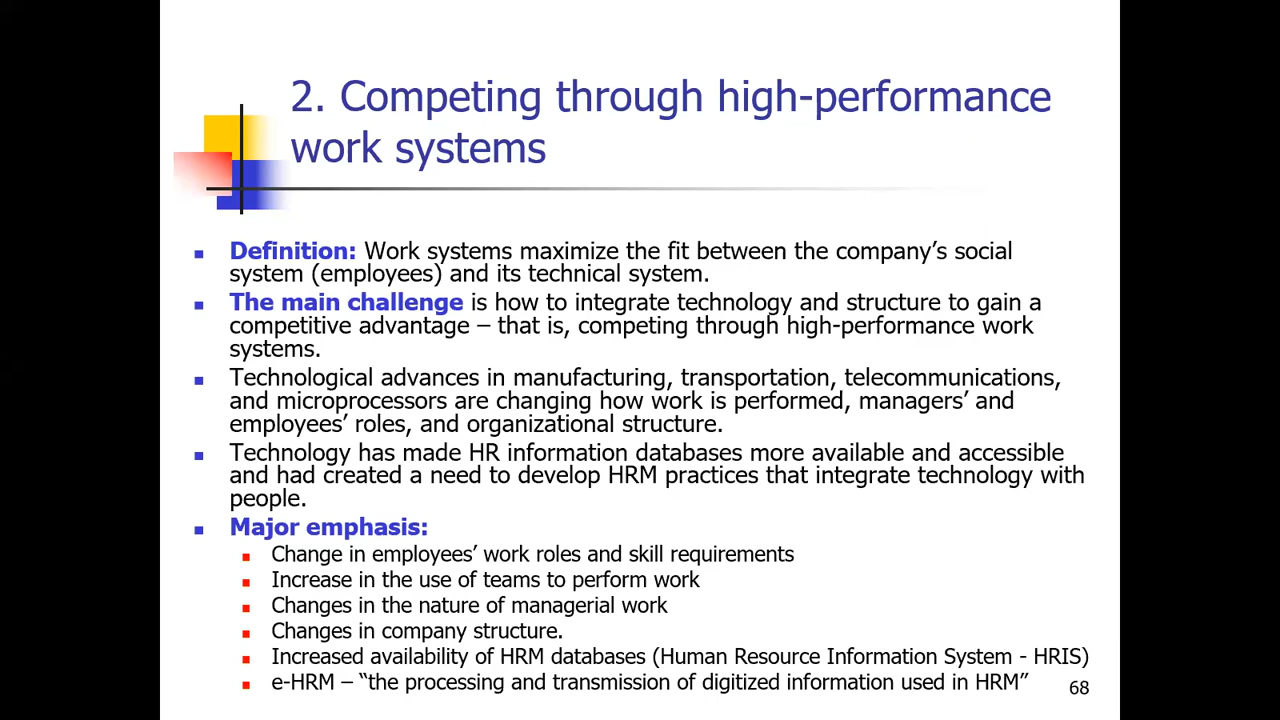 2. Competing through high-performance
work systems
Definition: Work systems maximize the fit between the company’s social
system (employees) and its technical system.
The main challenge is how to integrate technology and structure to gain a
competitive advantage – that is, competing through high-performance work
systems.
Technological advances in manufacturing, transportation, telecommunications,
and microprocessors are changing how work is performed, managers’ and
employees’ roles, and organizational structure.
Technology has made HR information databases more available and accessible
and had created a need to develop HRM practices that integrate technology with
people.
Major emphasis:
Change in employees’ work roles and skill requirements
Increase in the use of teams to perform work
Changes in the nature of managerial work
Changes in company structure.
Increased availability of HRM databases (Human Resource Information System - HRIS)
e-HRM – “the processing and transmission of digitized information used in HRM”
68